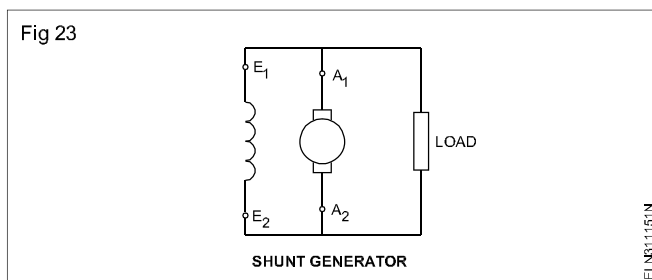 Fig 23
E1
A1
LOAD
E2
A2
SHUNT GENERATOR
ELN311151N